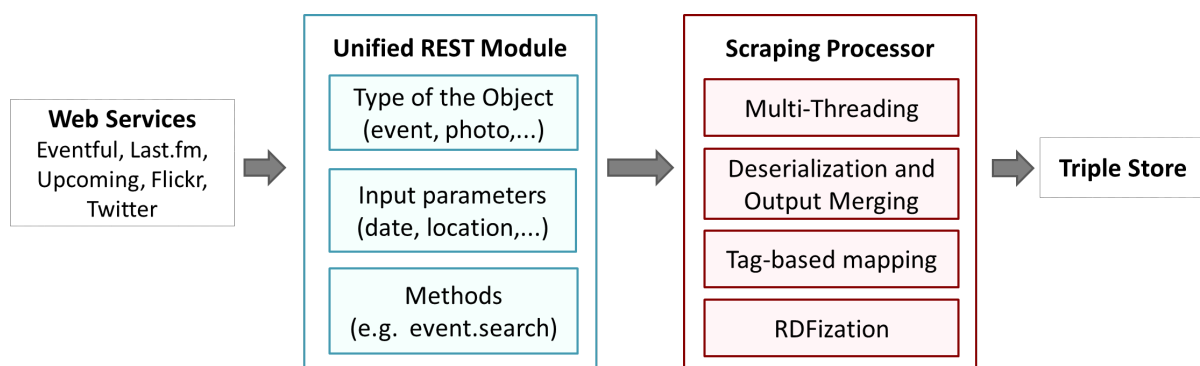 Web Services
Eventful, Last.fm,
Upcoming, Flickr,
Twitter
Unified REST Module
Type of the Object
(event, photo,...)
Input parameters
(date, location,...)
Methods
(e.g. event.search)
Scraping Processor
Multi-Threading
Deserialization and
Output Merging
Tag-based mapping
RDFization
Triple Store